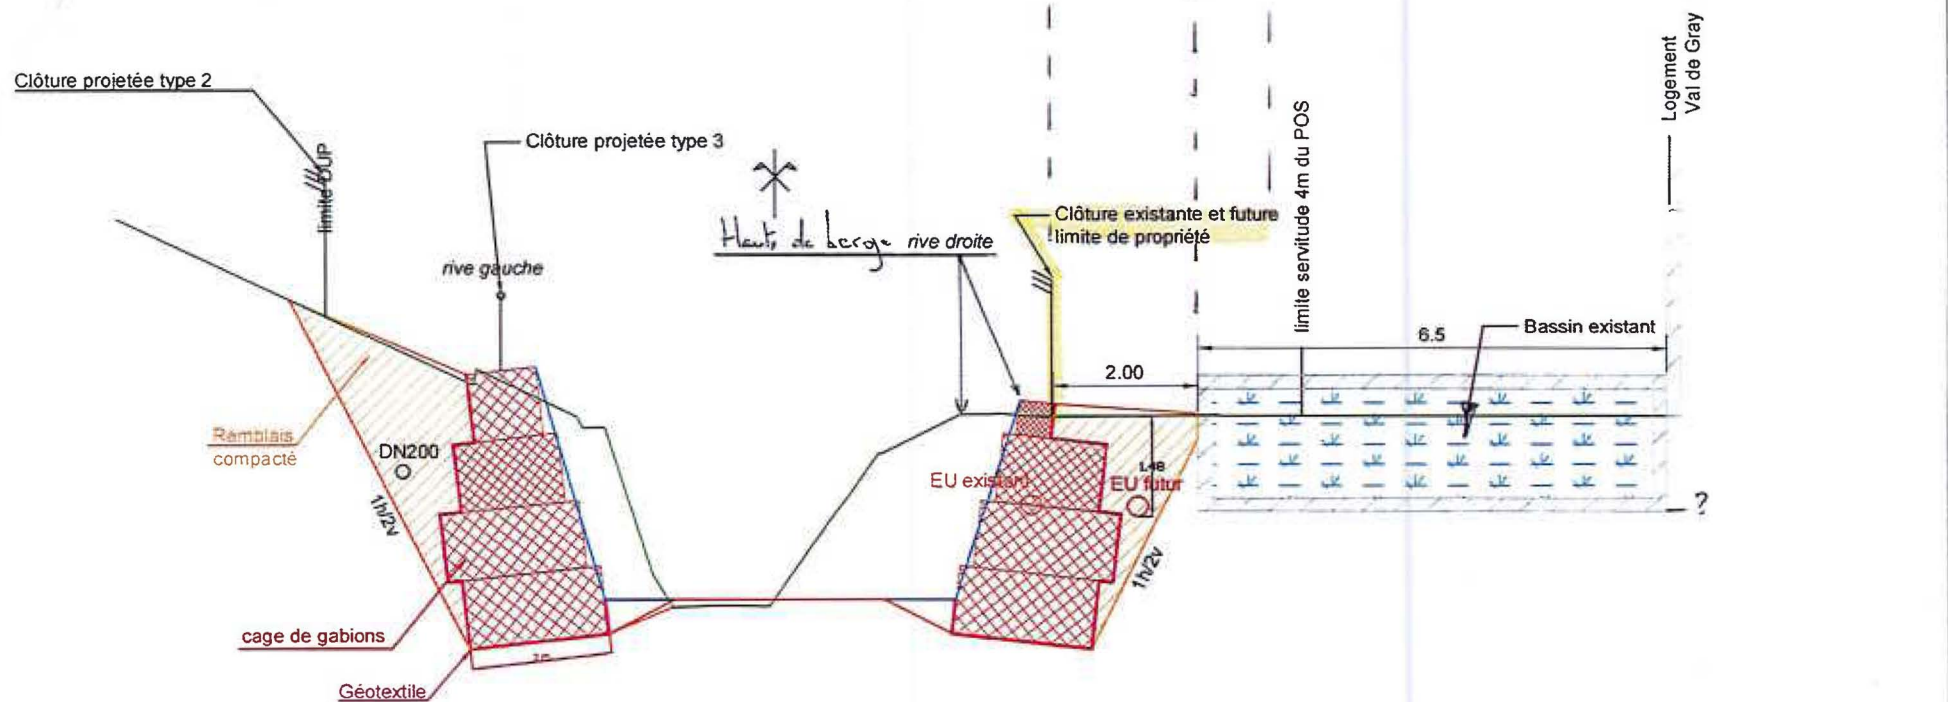 Logement
Val de Gray
Clôture projetée type 2
limite DUP
Clôture projetée type 3
limite servitude 4m du POS
Clôture existante et future
limite de propriété
Haut de berge rive droite
rive gauche
6.5
Bassin existant
2.00
Remblais
compacté
DN200
1.48
EU existant
EU futur
1h/2v
?
1h/2v
cage de gabions
Géotextile